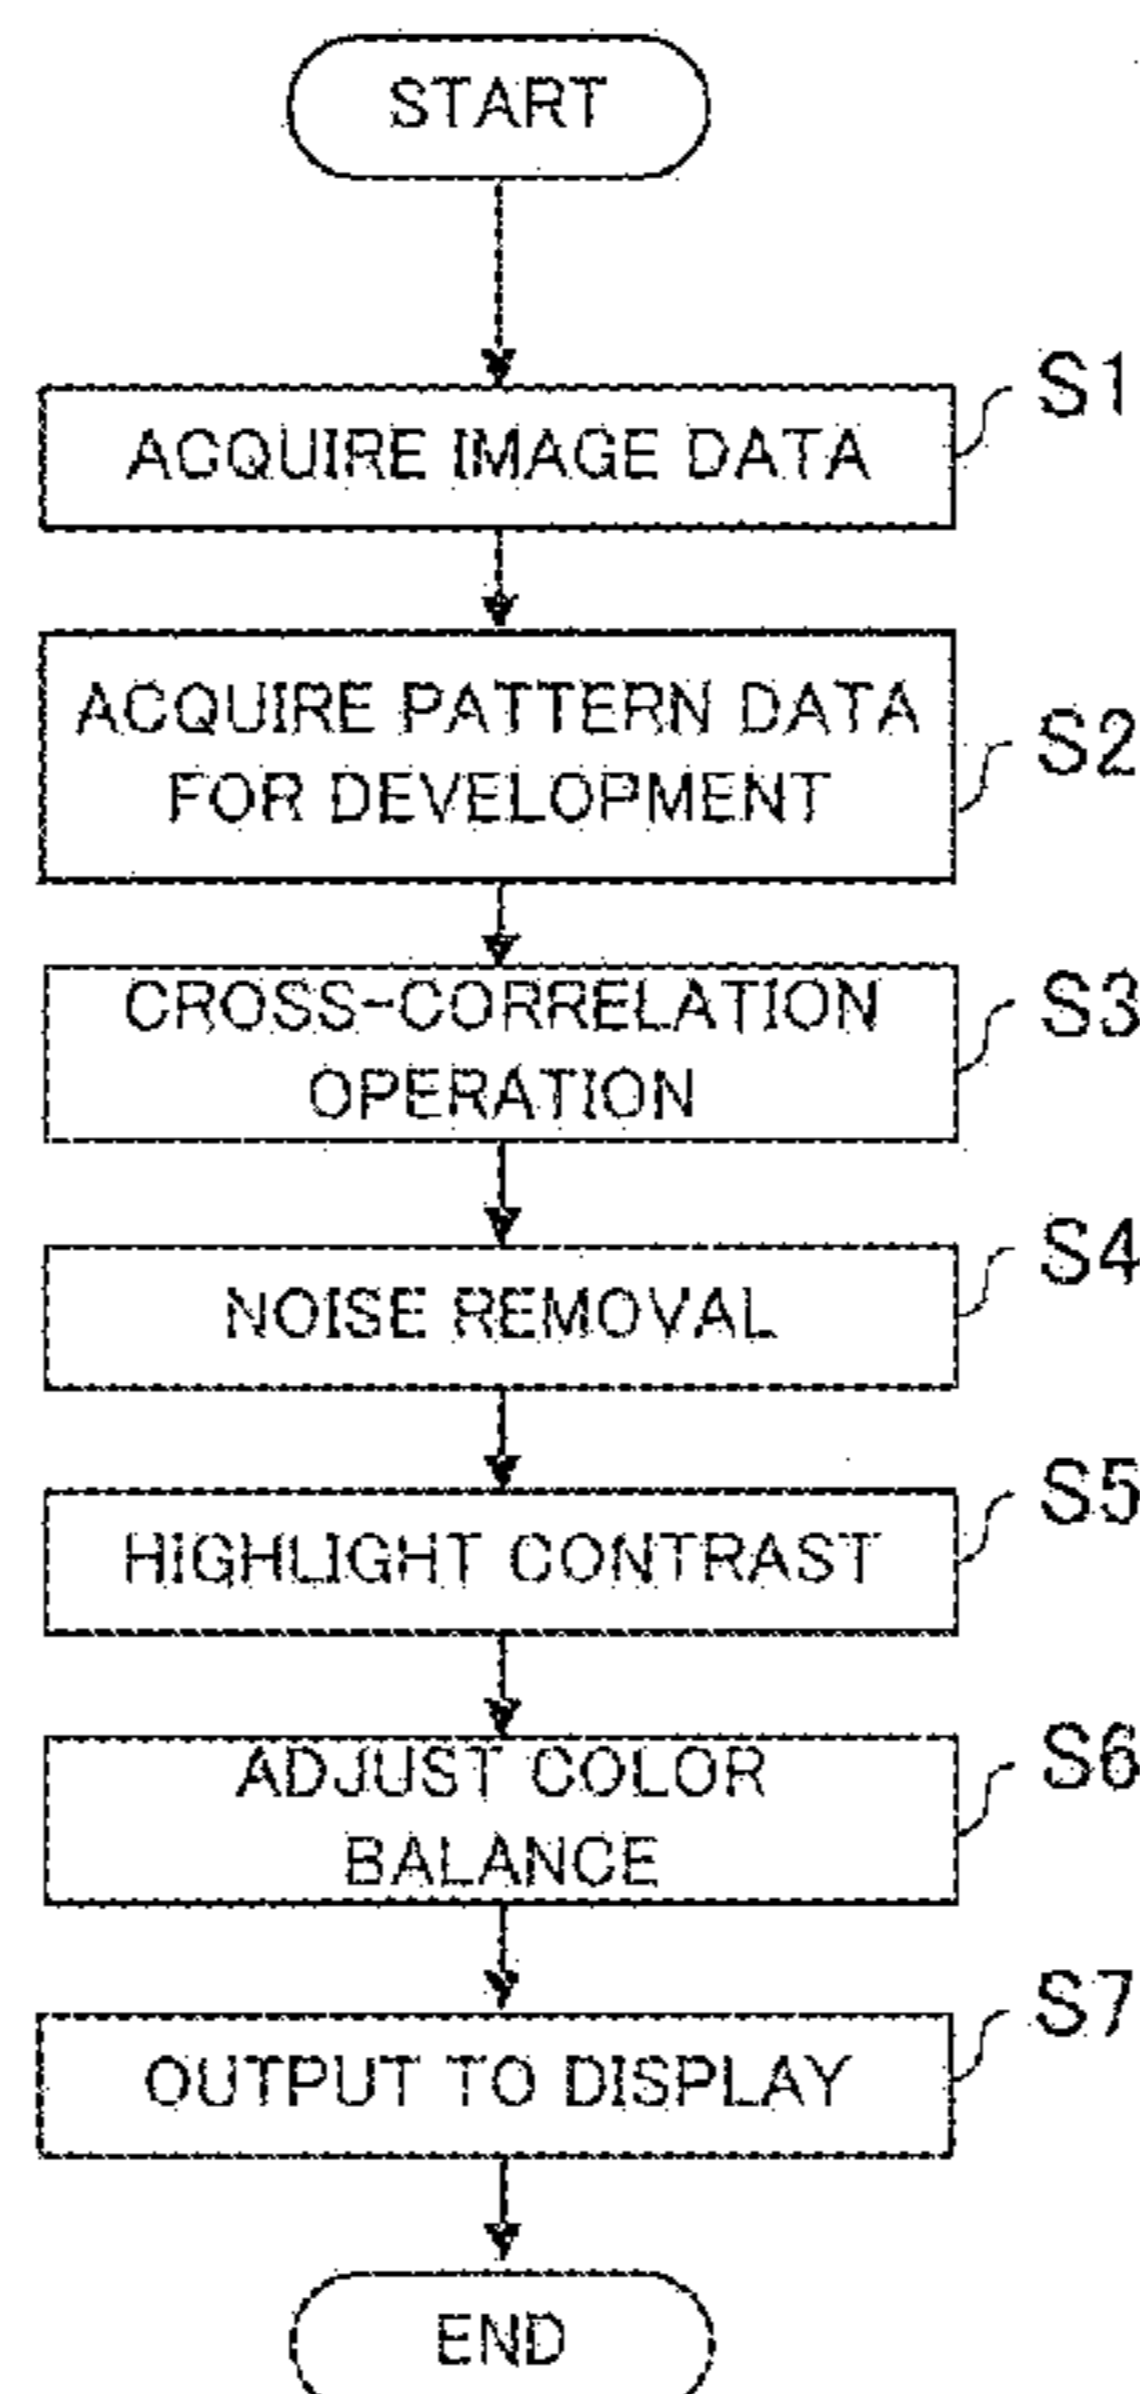 START
S1
ACQUIRE IMAGE DATA
S2
ACQUIRE PATTERN DATA
FOR DEVELOPMENT
S3
CROSS-CORRELATION
OPERATION
S4
NOISE REMOVAL
S5
HIGHLIGHT CONTRAST
S6
ADJUST COLOR
BALANCE
S7
OUTPUT TO DISPLAY
END